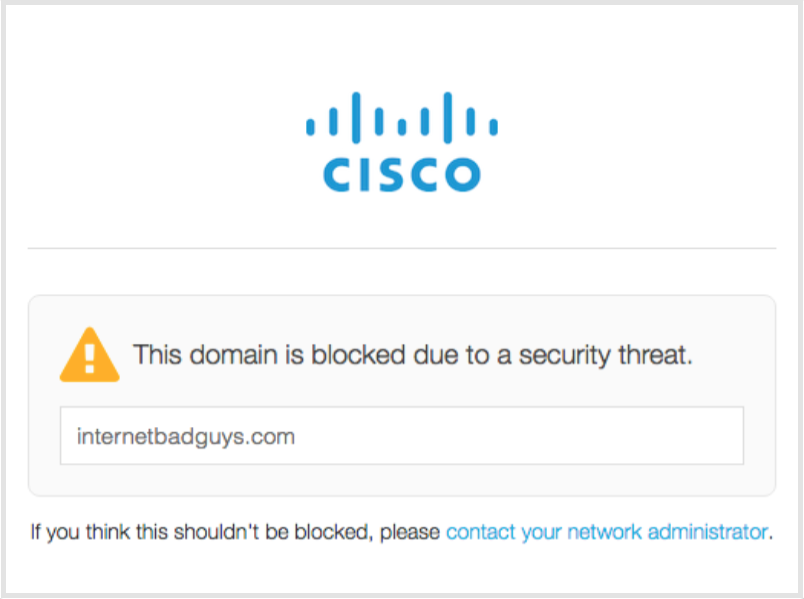 CISCO
This domain is blocked due to a security threat.
internetbadguys.com
If you think this shouldn't be blocked, please contact your network administrator.